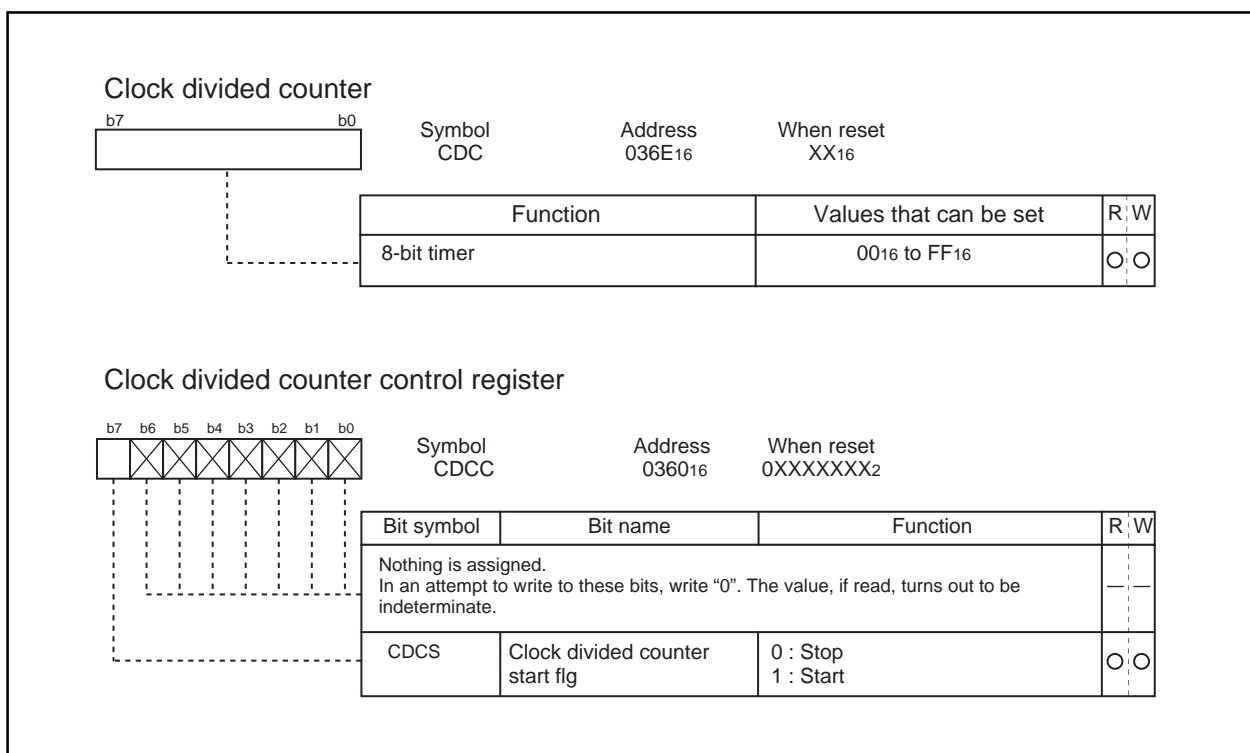 Clock divided counter
b7 b0
Symbol Address When reset
CDC 036E16 XX16
Function Values that can be set R W
8-bit timer 0016 to FF16
Clock divided counter control register
b7 b6 b5 b4 b3 b2 b1 b0
Symbol Address When reset
CDCC 036016 0XXXXXXX2
Bit symbol Bit name Function R W
Nothing is assigned.
In an attempt to write to these bits, write “0”. The value, if read, turns out to be
indeterminate.
— —
CDCS Clock divided counter 0 : Stop
start flg 1 : Start